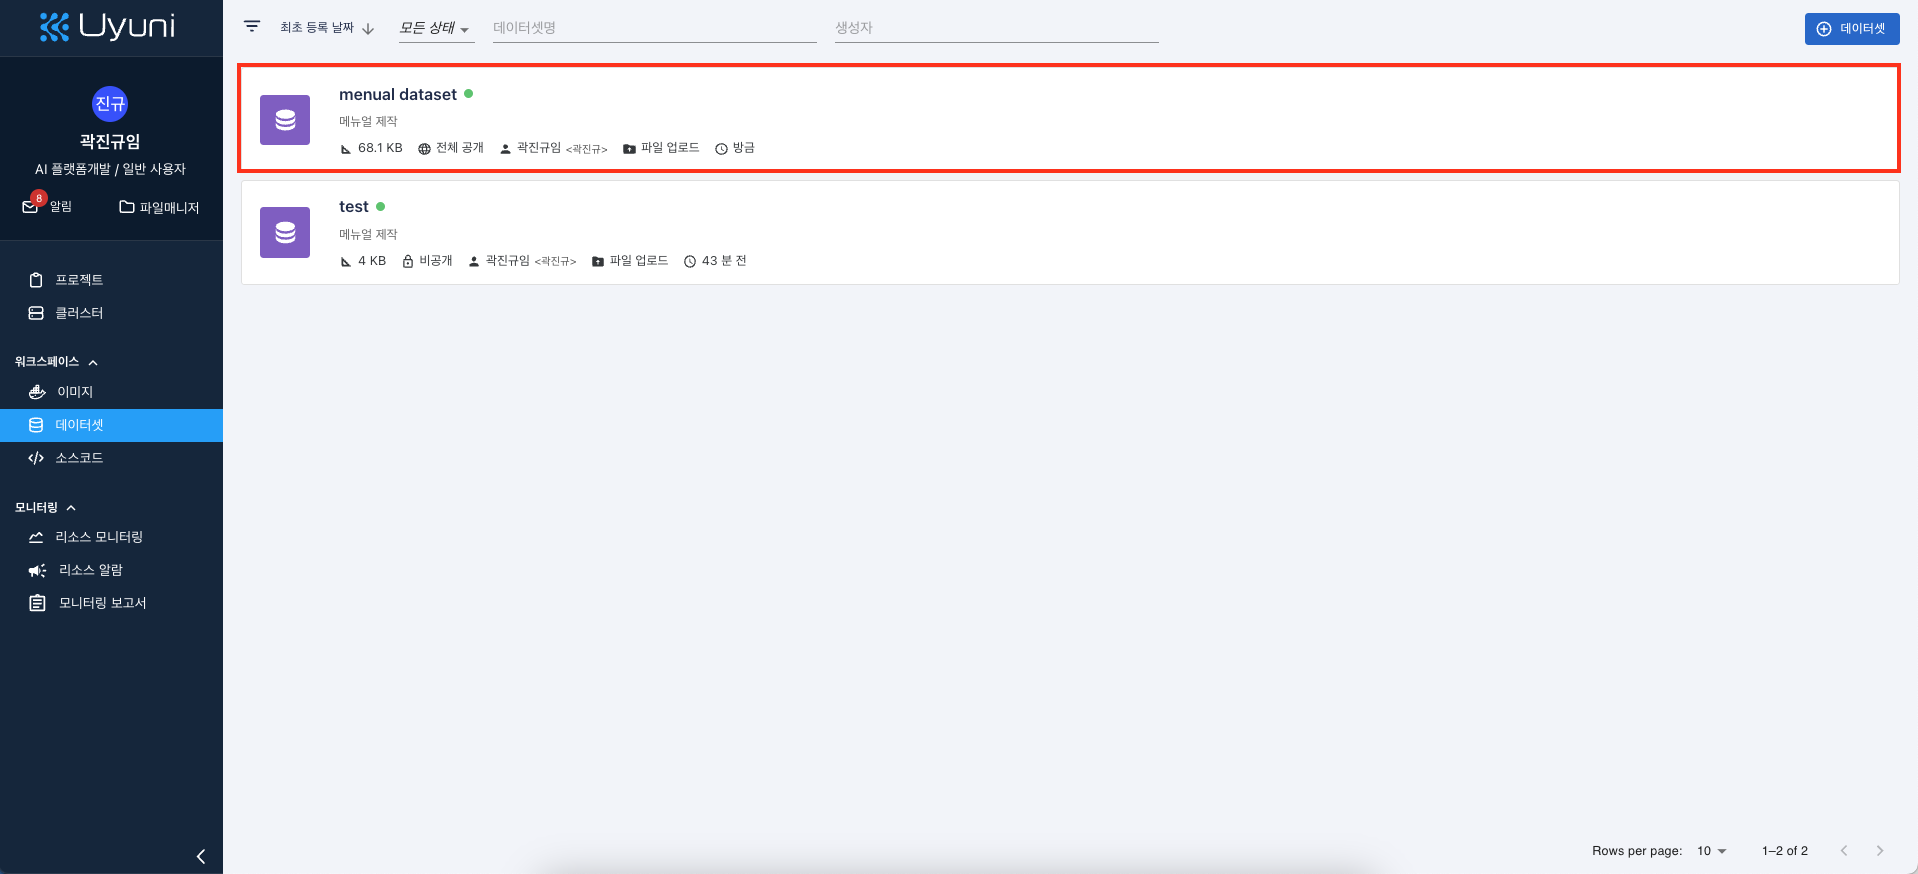 Uyuni
진규
곽진규임
AI 플랫폼개발 / 일반 사용자
8 알림 파일매니저
프로젝트
클러스터
워크스페이스
이미지
데이터셋
소스코드
모니터링
리소스 모니터링
리소스 알람
모니터링 보고서
최초 등록 날짜 모든 상태 데이터셋명 생성자 데이터셋
menual dataset
메뉴얼 제작
68.1 KB 전체 공개 곽진규임 <곽진규> 파일 업로드 방금
test
메뉴얼 제작
4 KB 비공개 곽진규임 <곽진규> 파일 업로드 43 분 전
Rows per page: 10 1–2 of 2